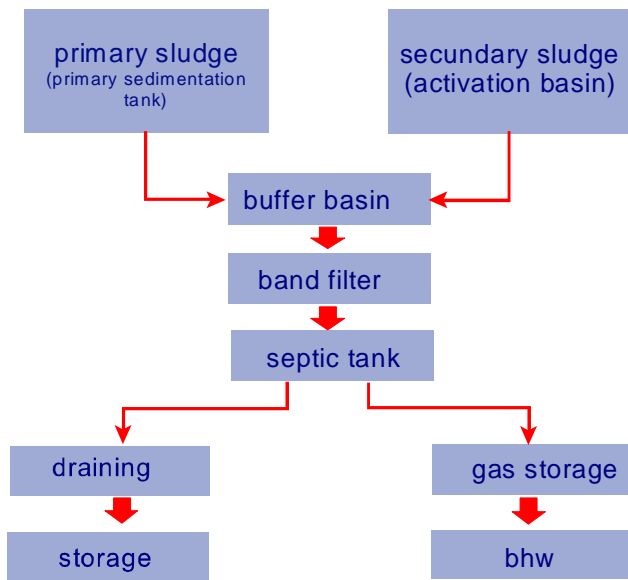 primary sludge
(primary sedimentation
tank)
secundary sludge
(activation basin)
buffer basin
band filter
septic tank
draining
gas storage
storage
bhw